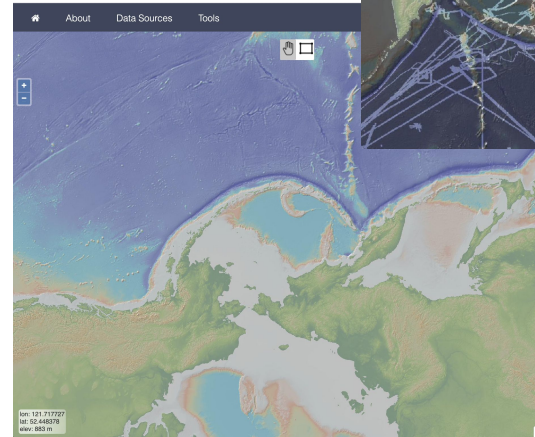 About Data Sources Tools
+
−
lon: 121.717727
lat: 52.448378
elev: 883 m